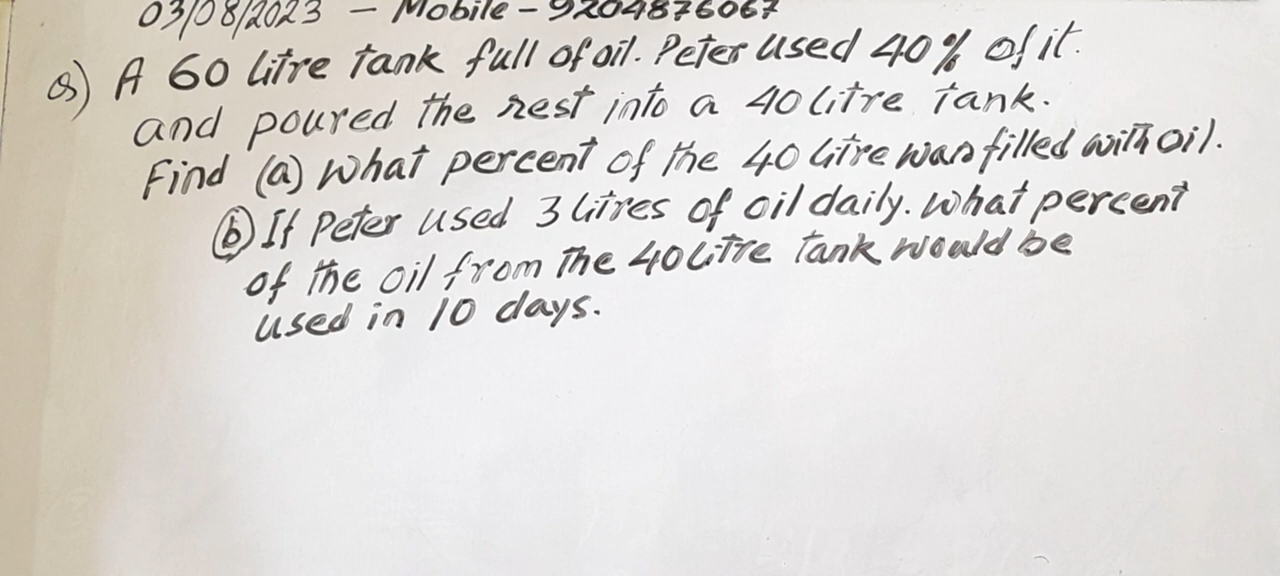 03/08/2023 - Mobile - 9204876067
Q) A 60 litre tank full of oil. Peter used 40% of it.
and poured the rest into a 40 litre tank.
Find (a) What percent of the 40 litre was filled with oil.
(b) If Peter used 3 litres of oil daily. What percent
of the oil from the 40 litre tank would be
used in 10 days.